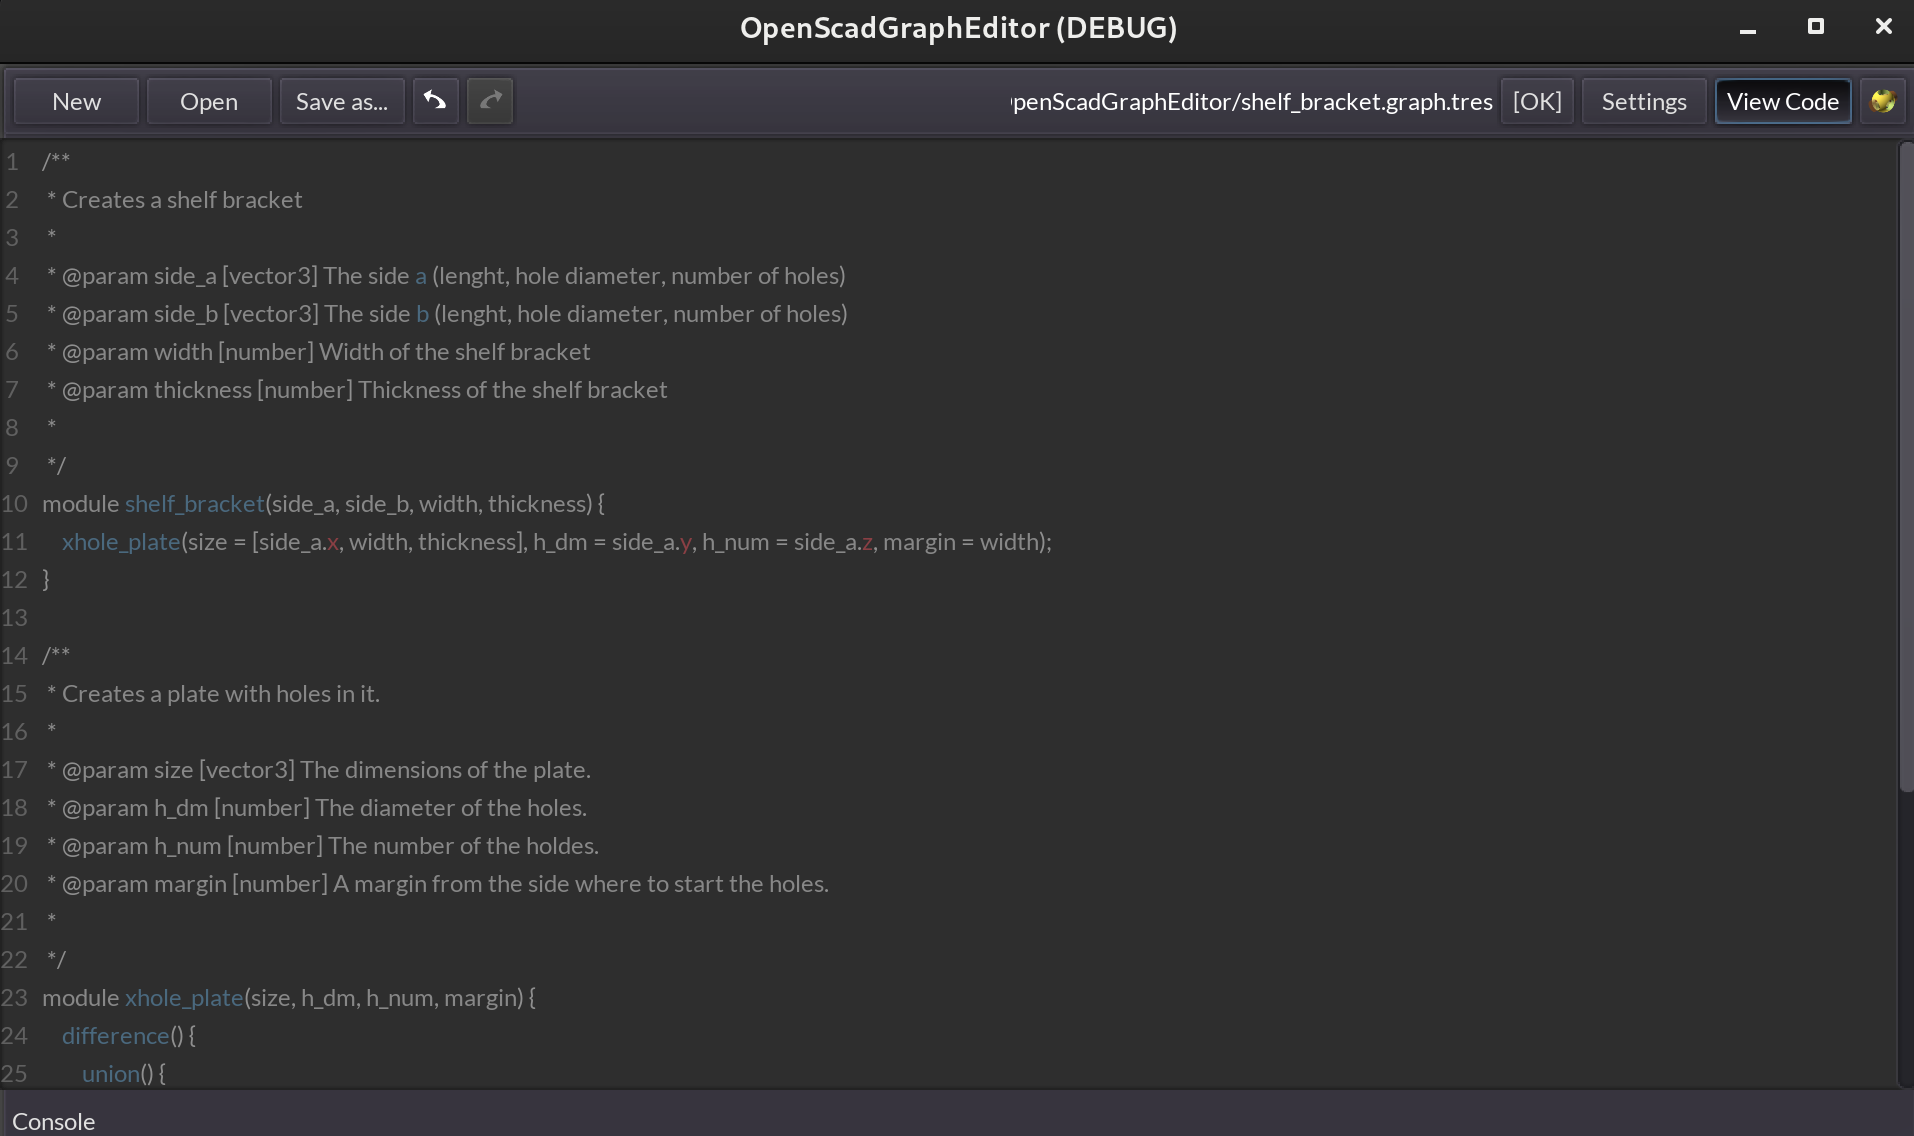 OpenScadGraphEditor (DEBUG)
New Open Save as... penScadGraphEditor/shelf_bracket.graph.tres [OK] Settings View Code
1 /**
2 * Creates a shelf bracket
3 *
4 * @param side_a [vector3] The side a (lenght, hole diameter, number of holes)
5 * @param side_b [vector3] The side b (lenght, hole diameter, number of holes)
6 * @param width [number] Width of the shelf bracket
7 * @param thickness [number] Thickness of the shelf bracket
8 *
9 */
10 module shelf_bracket(side_a, side_b, width, thickness) {
11 xhole_plate(size = [side_a.x, width, thickness], h_dm = side_a.y, h_num = side_a.z, margin = width);
12 }
13
14 /**
15 * Creates a plate with holes in it.
16 *
17 * @param size [vector3] The dimensions of the plate.
18 * @param h_dm [number] The diameter of the holes.
19 * @param h_num [number] The number of the holdes.
20 * @param margin [number] A margin from the side where to start the holes.
21 *
22 */
23 module xhole_plate(size, h_dm, h_num, margin) {
24 difference() {
25 union() {
Console